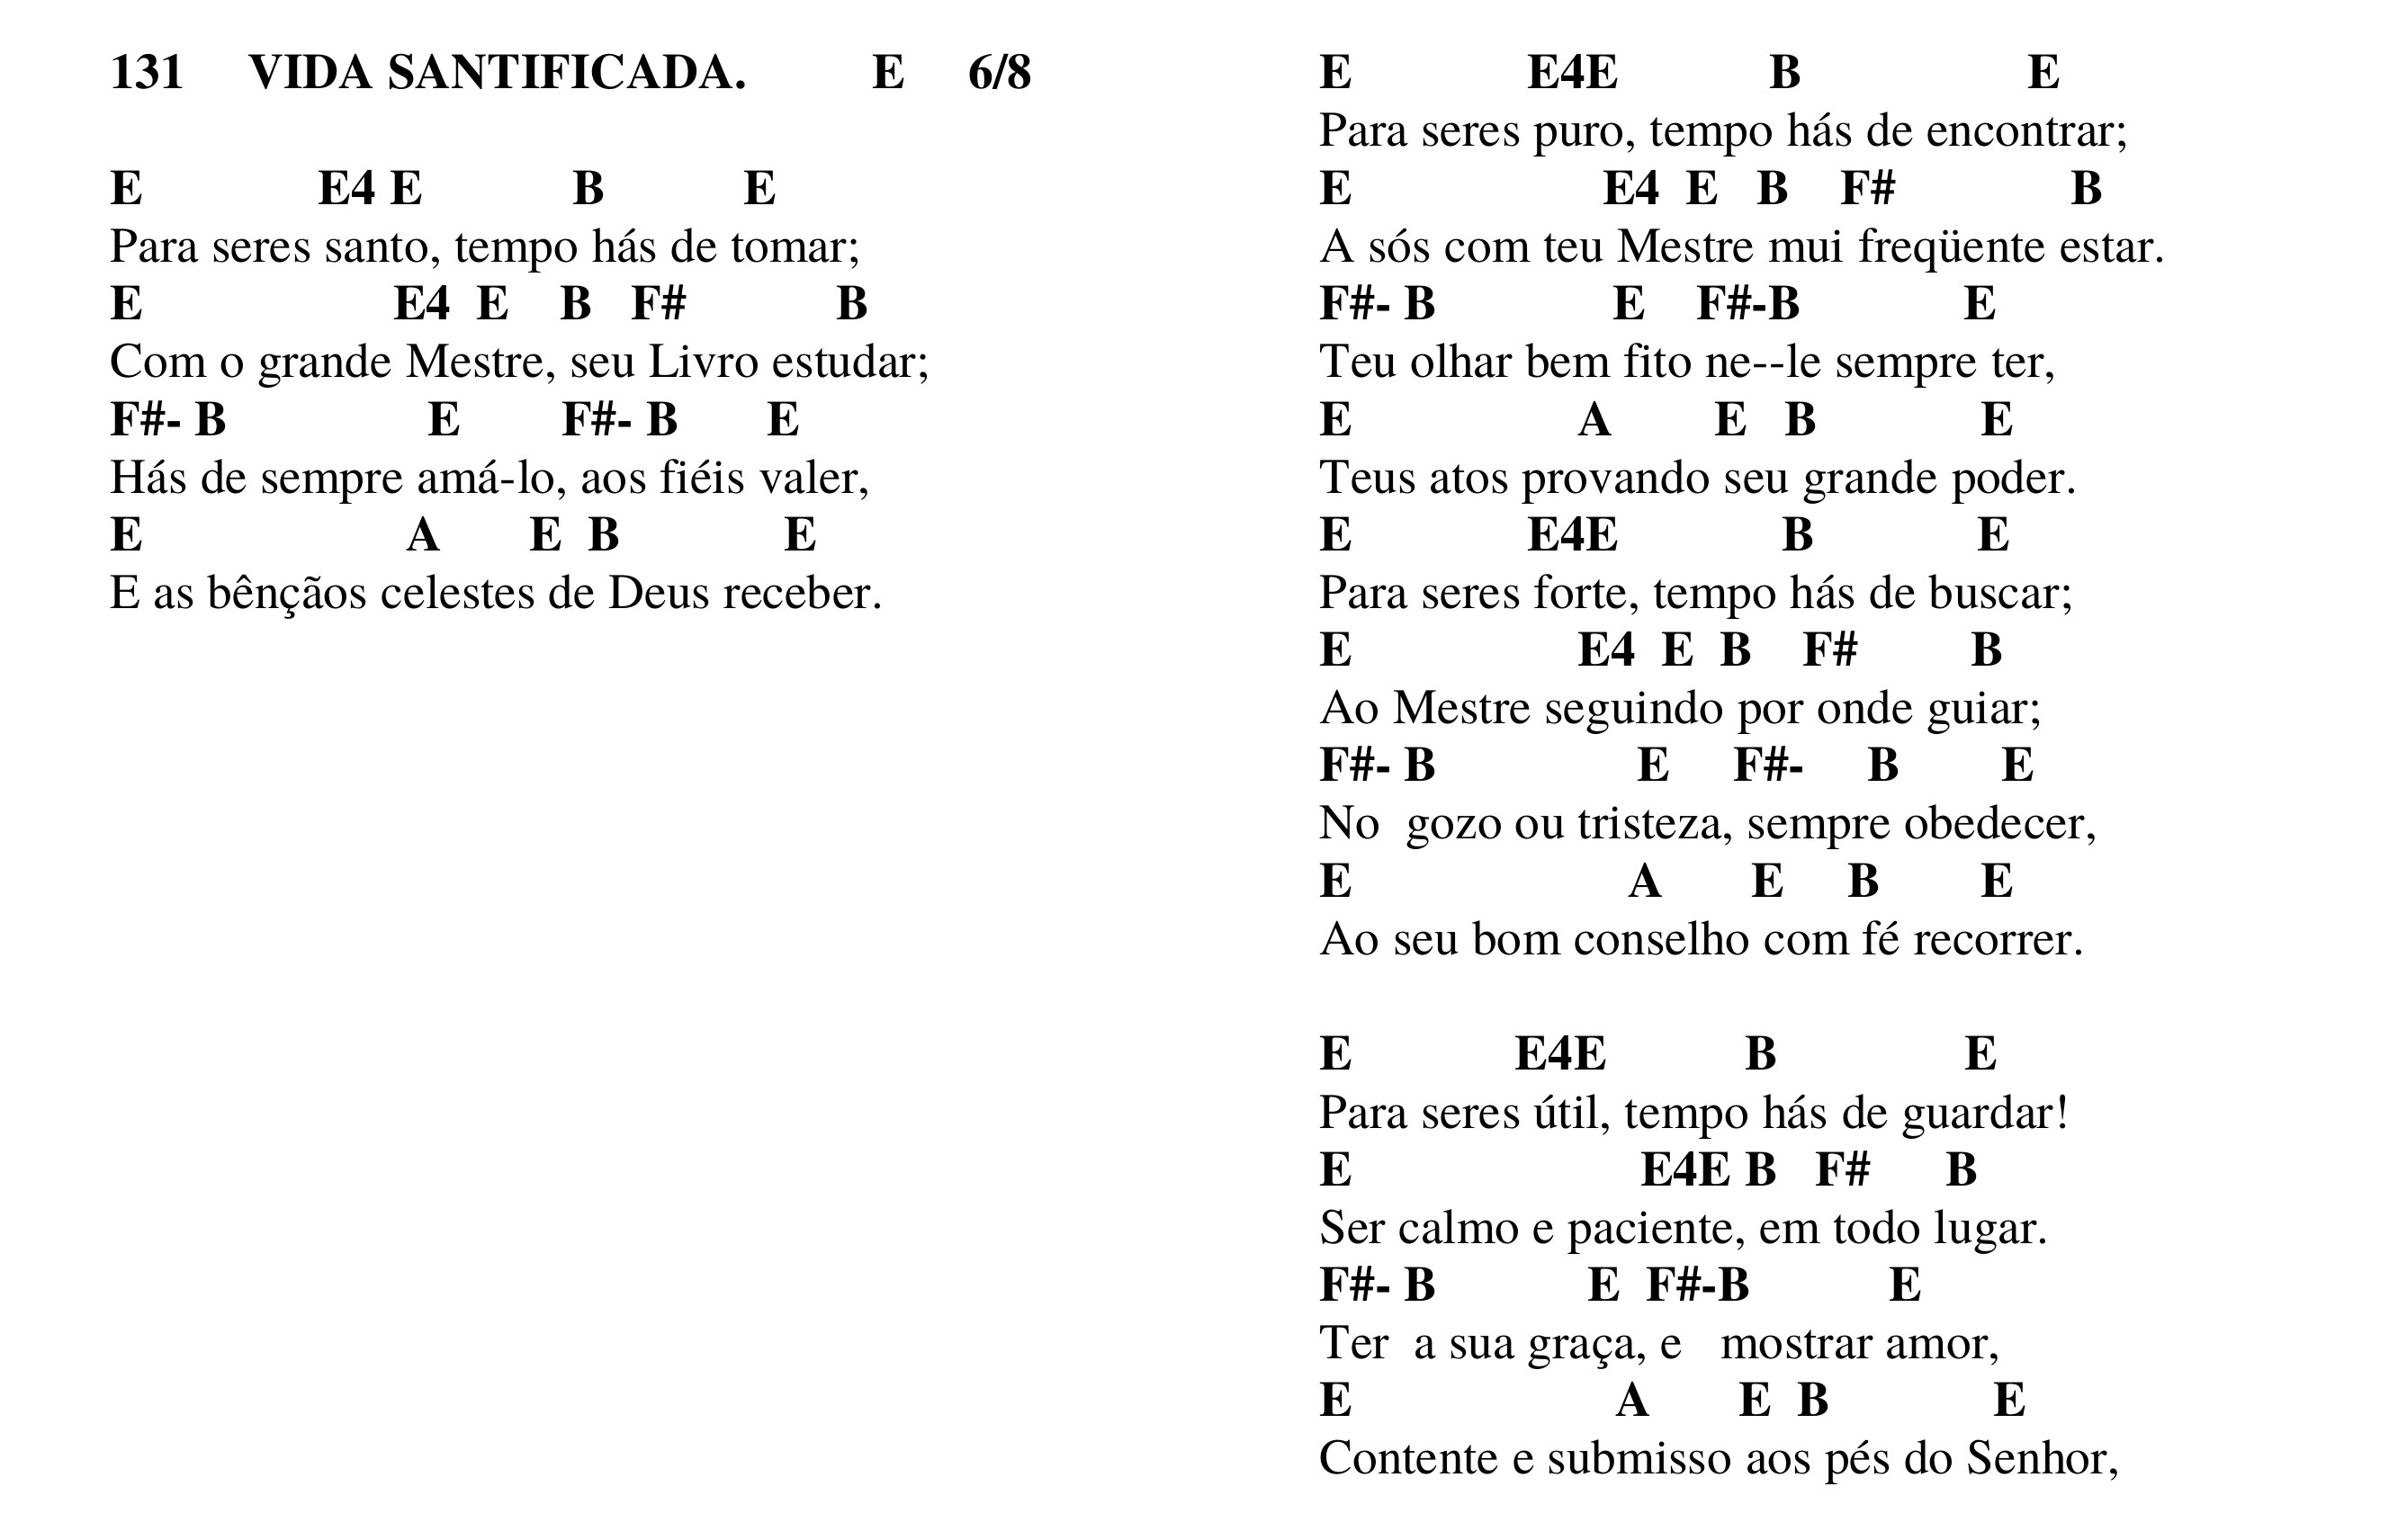 131 VIDA SANTIFICADA. E 6/8
E E4 E B E
Para seres santo, tempo hás de tomar;
E E4 E B F# B
Com o grande Mestre, seu Livro estudar;
F#- B E F#- B E
Hás de sempre amá-lo, aos fiéis valer,
E A E B E
E as bênçãos celestes de Deus receber.
E E4E B E
Para seres puro, tempo hás de encontrar;
E E4 E B F# B
A sós com teu Mestre mui freqüente estar.
F#- B E F#-B E
Teu olhar bem fito ne--le sempre ter,
E A E B E
Teus atos provando seu grande poder.
E E4E B E
Para seres forte, tempo hás de buscar;
E E4 E B F# B
Ao Mestre seguindo por onde guiar;
F#- B E F#- B E
No gozo ou tristeza, sempre obedecer,
E A E B E
Ao seu bom conselho com fé recorrer.
E E4E B E
Para seres útil, tempo hás de guardar!
E E4E B F# B
Ser calmo e paciente, em todo lugar.
F#- B E F#-B E
Ter a sua graça, e mostrar amor,
E A E B E
Contente e submisso aos pés do Senhor,